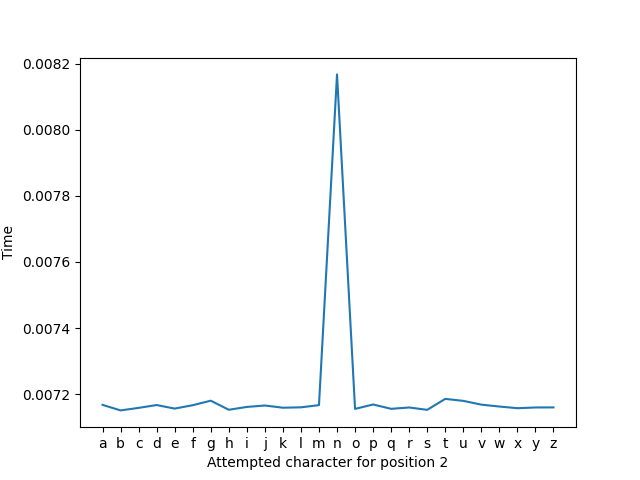 0.0082
0.0080
0.0078
0.0076
0.0074
0.0072
Time
a b c d e f g h i j k l m n o p q r s t u v w x y z
Attempted character for position 2